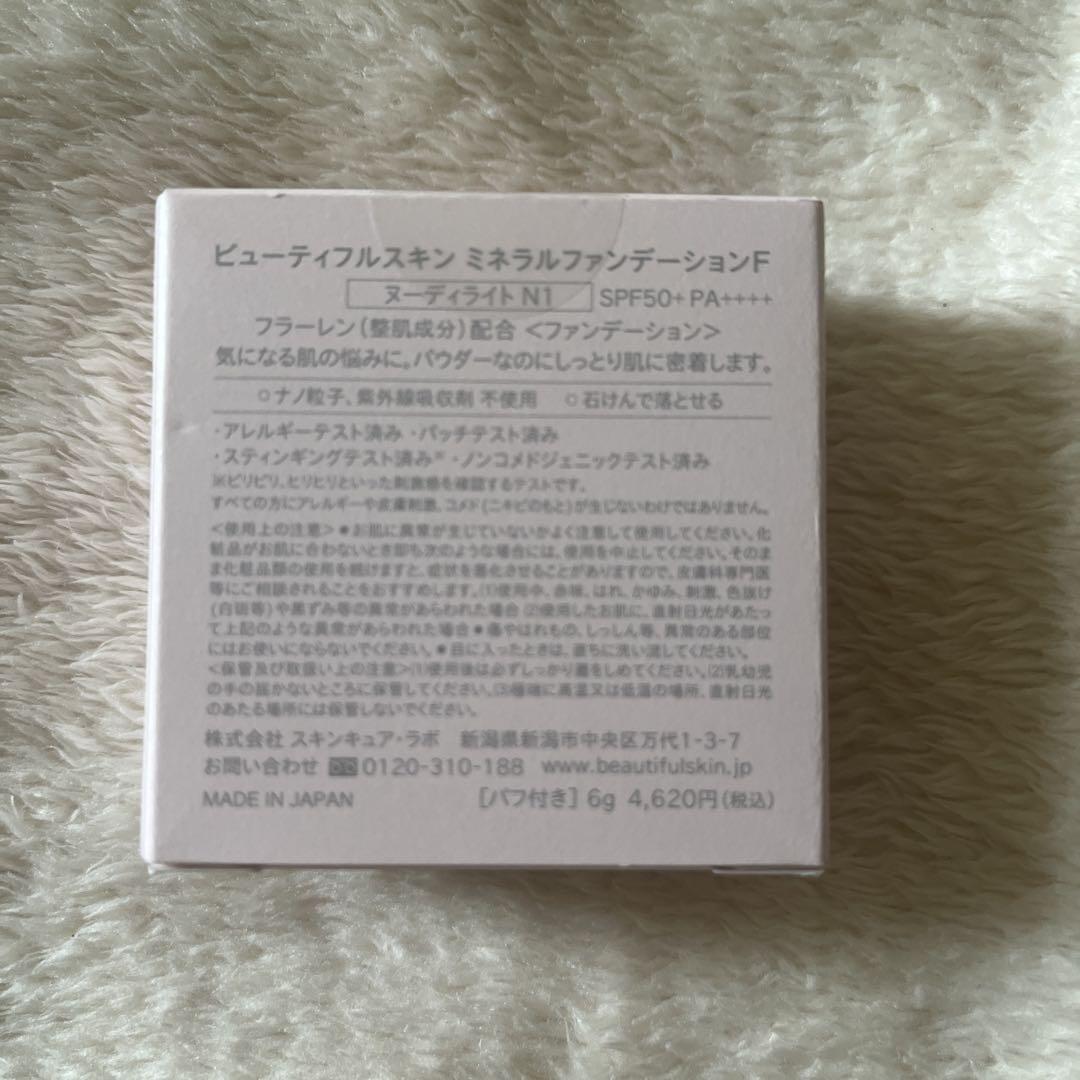 ビューティフルスキン ミネラルファンデーションF
ヌーディライト N1 SPF50+ PA++++
フラーレン(整肌成分)配合 <ファンデーション>
気になる肌の悩みに。パウダーなのにしっとり肌に密着します。
○ナノ粒子、紫外線吸収剤 不使用 ○石けんで落とせる
・アレルギーテスト済み ・パッチテスト済み
・スティンギングテスト済み※ ・ノンコメドジェニックテスト済み
※ピリピリ、ヒリヒリといった刺激感を確認するテストです。
すべての方にアレルギーや皮膚刺激、コメド(ニキビのもと)が生じないわけではありません。
<使用上の注意>●お肌に異常が生じていないかよく注意して使用してください。化
粧品がお肌に合わないとき即ち次のような場合には、使用を中止してください。そのま
ま化粧品類の使用を続けますと、症状を悪化させることがありますので、皮膚科専門医
等にご相談されることをおすすめします。(1)使用中、赤味、はれ、かゆみ、刺激、色抜け
(白斑等)や黒ずみ等の異常があらわれた場合 (2)使用したお肌に、直射日光があたっ
て上記のような異常があらわれた場合●傷やはれもの、しっしん等、異常のある部位
にはお使いにならないでください。●目に入ったときは、直ちに洗い流してください。
<保管及び取扱い上の注意>(1)使用後は必ずしっかり蓋をしめてください。(2)乳幼児
の手の届かないところに保管してください。(3)極端に高温又は低温の場所、直射日光
のあたる場所には保管しないでください。
株式会社 スキンキュア・ラボ 新潟県新潟市中央区万代1-3-7
お問い合わせ 0120-310-188 www.beautifulskin.jp
MADE IN JAPAN [パフ付き] 6g 4,620円(税込)